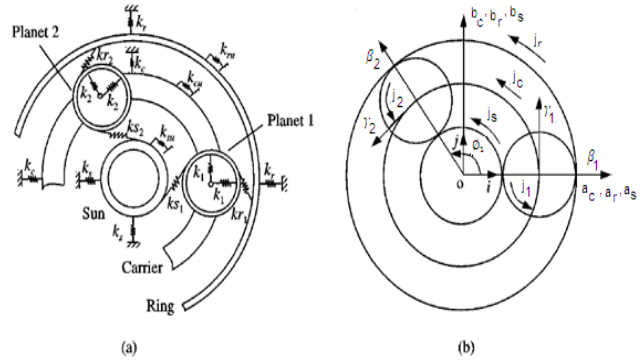 Planet 2
k_r
kr_2
k_c
k_ru
k_cu
k_2
k_2
ks_2
k_su
Planet 1
k_c
k_s
k_1
k_1
k_r
ks_1
kr_1
Sun
k_s
Carrier
Ring
(a)
b_c, b_r, b_s
j_r
β_2
j_c
j_2
j_s
γ_1
γ_2
j
β_1
o
i
j_1
a_c, a_r, a_s
(b)